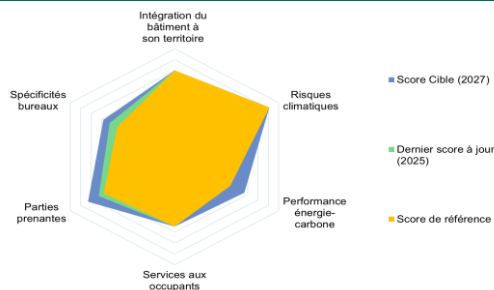 Intégration du
bâtiment à
son territoire
Spécificités
bureaux
Risques
climatiques
Score Cible (2027)
Dernier score à jour
(2025)
Score de référence
Parties
prenantes
Performance
énergie-
carbone
Services aux
occupants